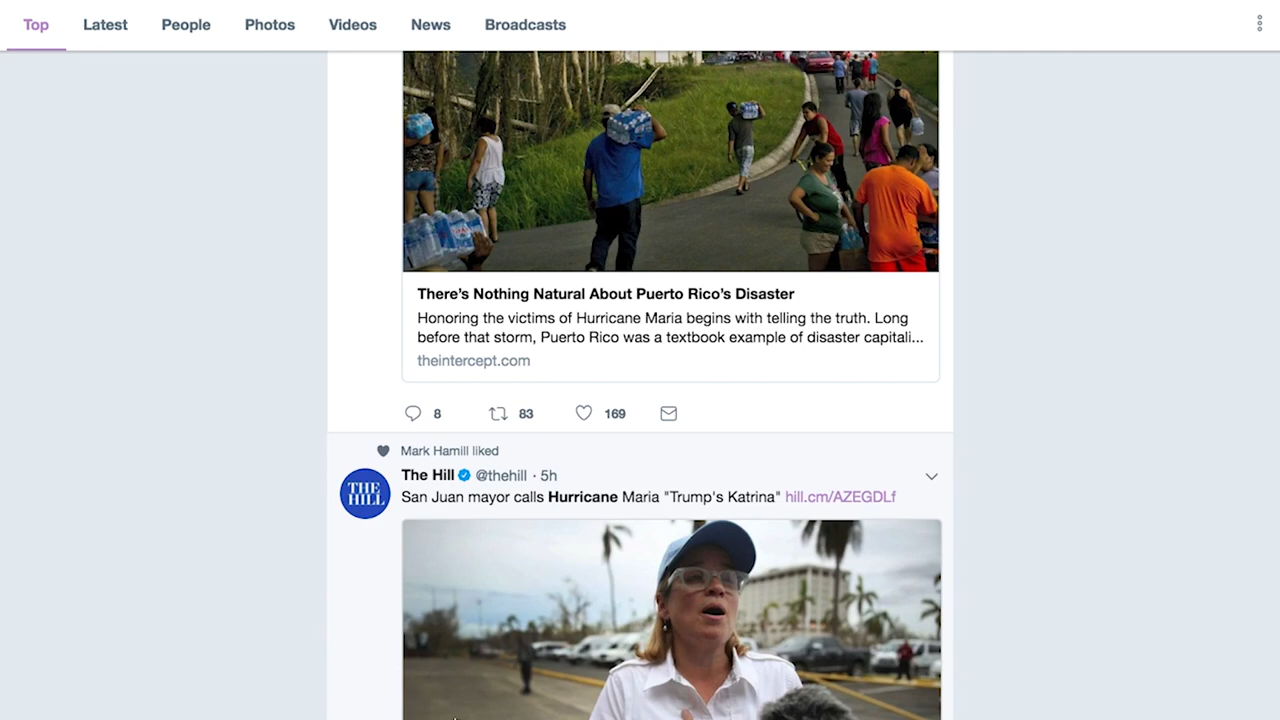 Top Latest People Photos Videos News Broadcasts
There's Nothing Natural About Puerto Rico's Disaster
Honoring the victims of Hurricane Maria begins with telling the truth. Long
before that storm, Puerto Rico was a textbook example of disaster capitali...
theintercept.com
8 83 169
Mark Hamill liked
The Hill @thehill · 5h
THE
HILL
San Juan mayor calls Hurricane Maria "Trump's Katrina" hill.cm/AZEGDLf